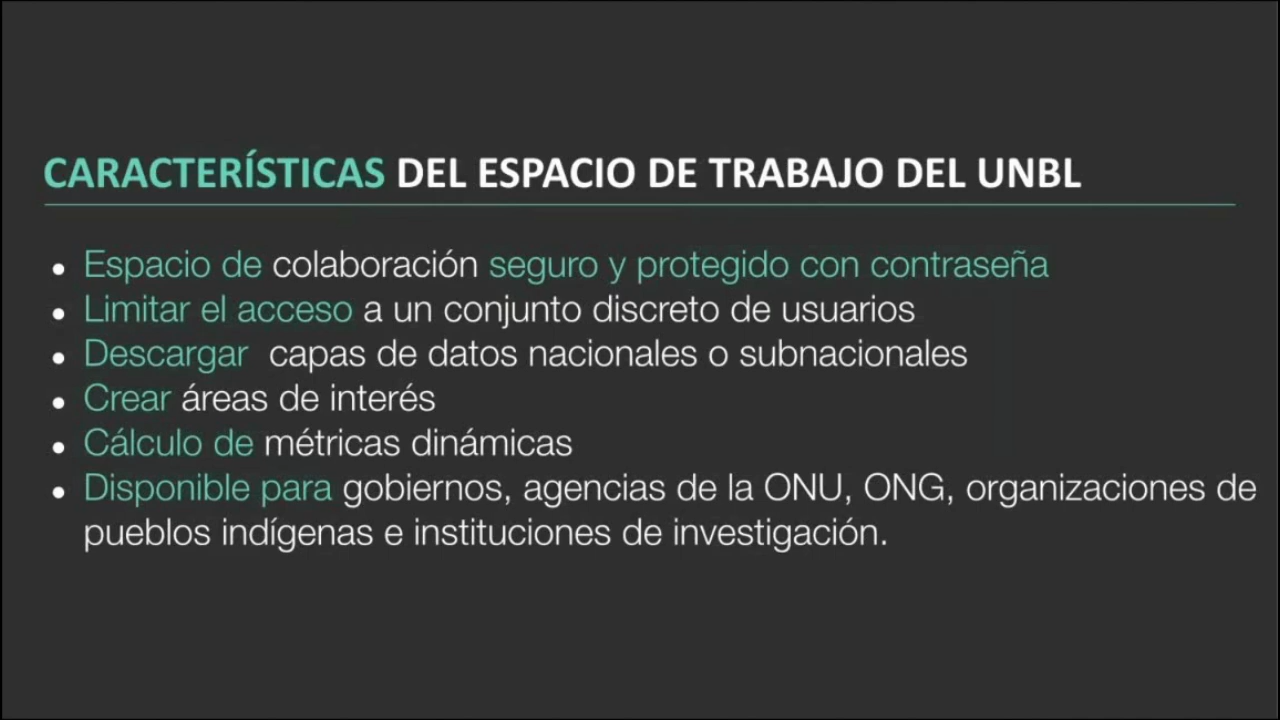 CARACTERÍSTICAS DEL ESPACIO DE TRABAJO DEL UNBL
• Espacio de colaboración seguro y protegido con contraseña
• Limitar el acceso a un conjunto discreto de usuarios
• Descargar capas de datos nacionales o subnacionales
• Crear áreas de interés
• Cálculo de métricas dinámicas
• Disponible para gobiernos, agencias de la ONU, ONG, organizaciones de
pueblos indígenas e instituciones de investigación.